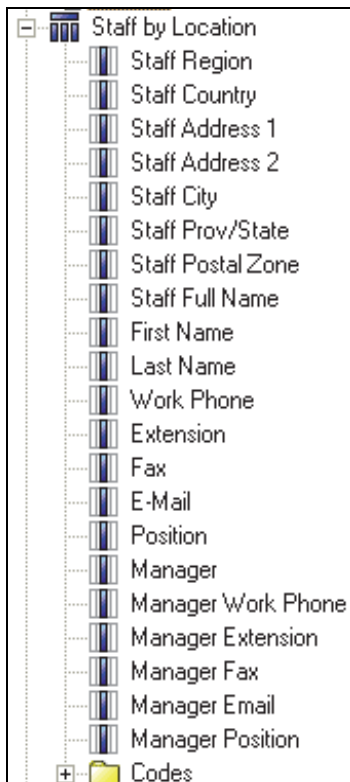 Staff by Location
Staff Region
Staff Country
Staff Address 1
Staff Address 2
Staff City
Staff Prov/State
Staff Postal Zone
Staff Full Name
First Name
Last Name
Work Phone
Extension
Fax
E-Mail
Position
Manager
Manager Work Phone
Manager Extension
Manager Fax
Manager Email
Manager Position
Codes